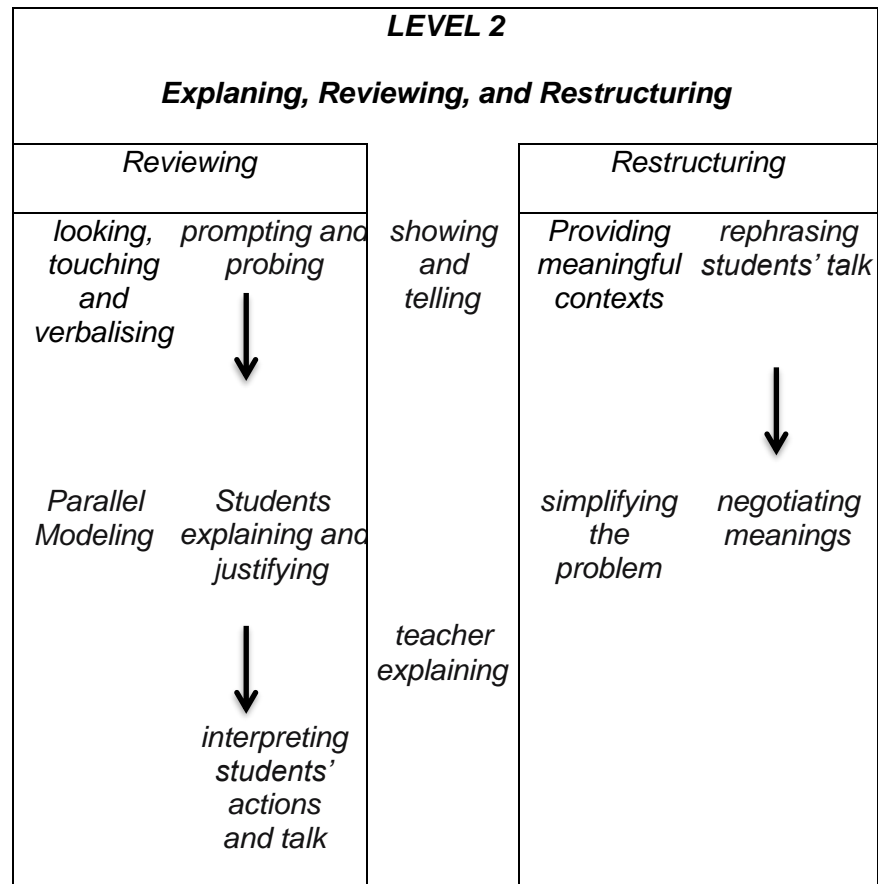 LEVEL 2
Explaning, Reviewing, and Restructuring
Reviewing
Restructuring
looking,
touching
and
verbalising
prompting and
probing
showing
and
telling
Providing
meaningful
contexts
rephrasing
students’ talk
Parallel
Modeling
Students
explaining and
justifying
simplifying
the
problem
negotiating
meanings
teacher
explaining
interpreting
students’
actions
and talk